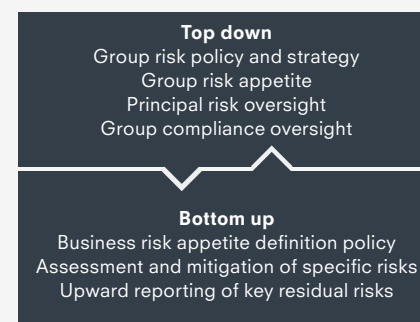 Top down
Group risk policy and strategy
Group risk appetite
Principal risk oversight
Group compliance oversight
Bottom up
Business risk appetite definition policy
Assessment and mitigation of specific risks
Upward reporting of key residual risks